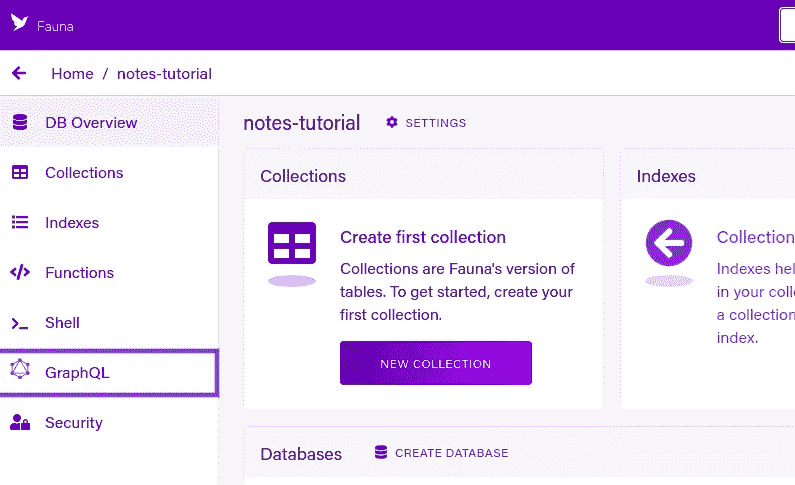 Fauna
Home / notes-tutorial
DB Overview
Collections
Indexes
Functions
Shell
GraphQL
Security
notes-tutorial
SETTINGS
Collections
Create first collection
Collections are Fauna's version of
tables. To get started, create your
first collection.
NEW COLLECTION
Indexes
Collection
Indexes hel
in your coll
a collection
index.
Databases
CREATE DATABASE